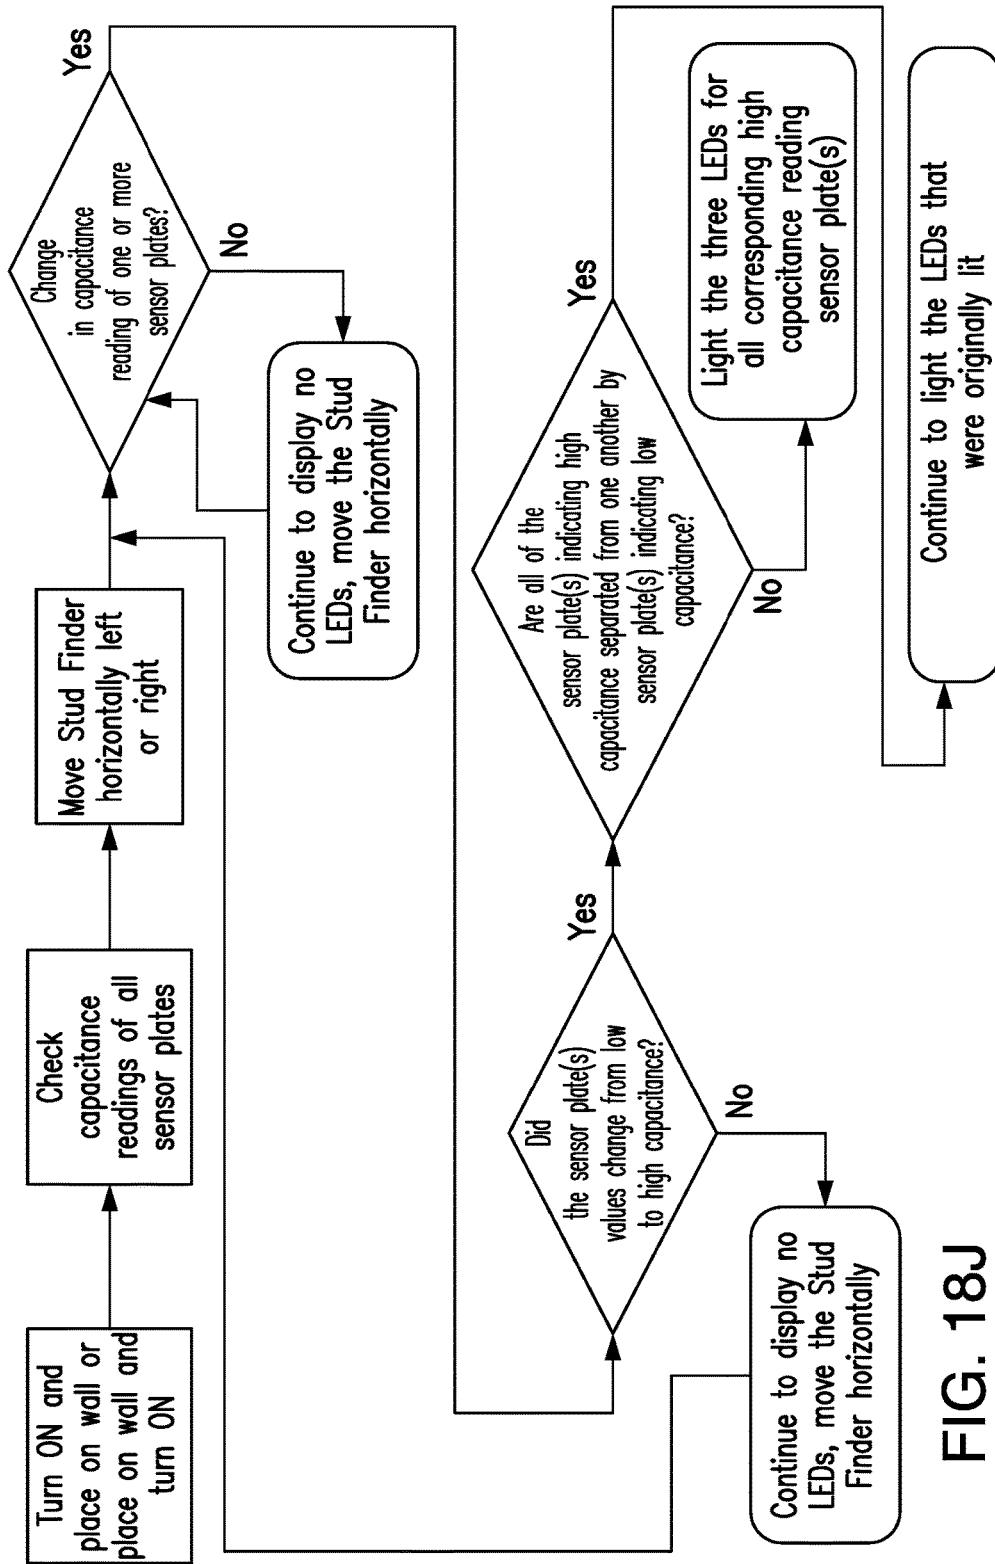 Turn ON and
place on wall or
place on wall and
turn ON
Check
capacitance
readings of all
sensor plates
Move Stud Finder
horizontally left
or right
Change
in capacitance
reading of one or more
sensor plates?
Yes
No
Continue to display no
LEDs, move the Stud
Finder horizontally
Did
the sensor plate(s)
values change from low
to high capacitance?
Yes
No
Continue to display no
LEDs, move the Stud
Finder horizontally
Are all of the
sensor plate(s) indicating high
capacitance separated from one another by
sensor plate(s) indicating low
capacitance?
Yes
No
Light the three LEDs for
all corresponding high
capacitance reading
sensor plate(s)
Continue to light the LEDs that
were originally lit
FIG. 18J